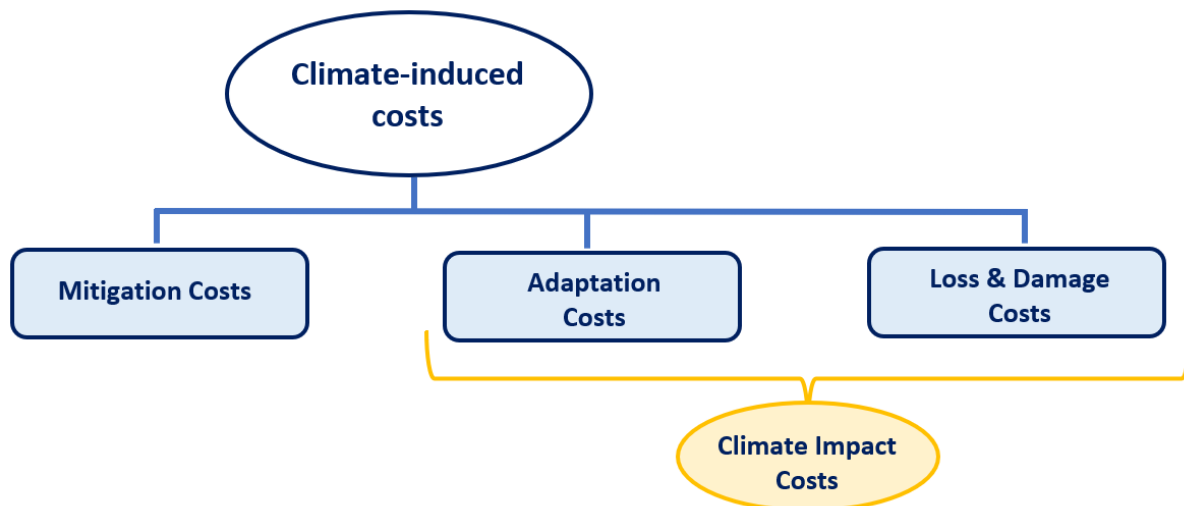 Climate-induced
costs
Mitigation Costs
Adaptation
Costs
Loss & Damage
Costs
Climate Impact
Costs